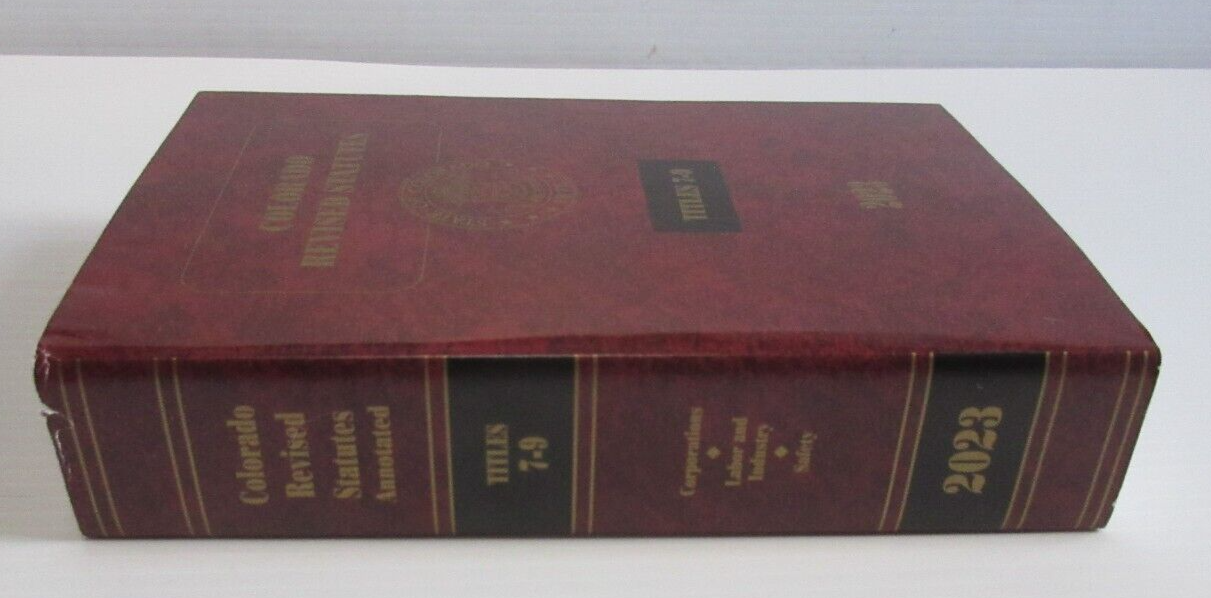 COLORADO
REVISED STATUTES
TITLES 7-9
2023
Colorado
Revised
Statutes
Annotated
TITLES
7-9
Corporations
Labor and
Industry
Safety
2023